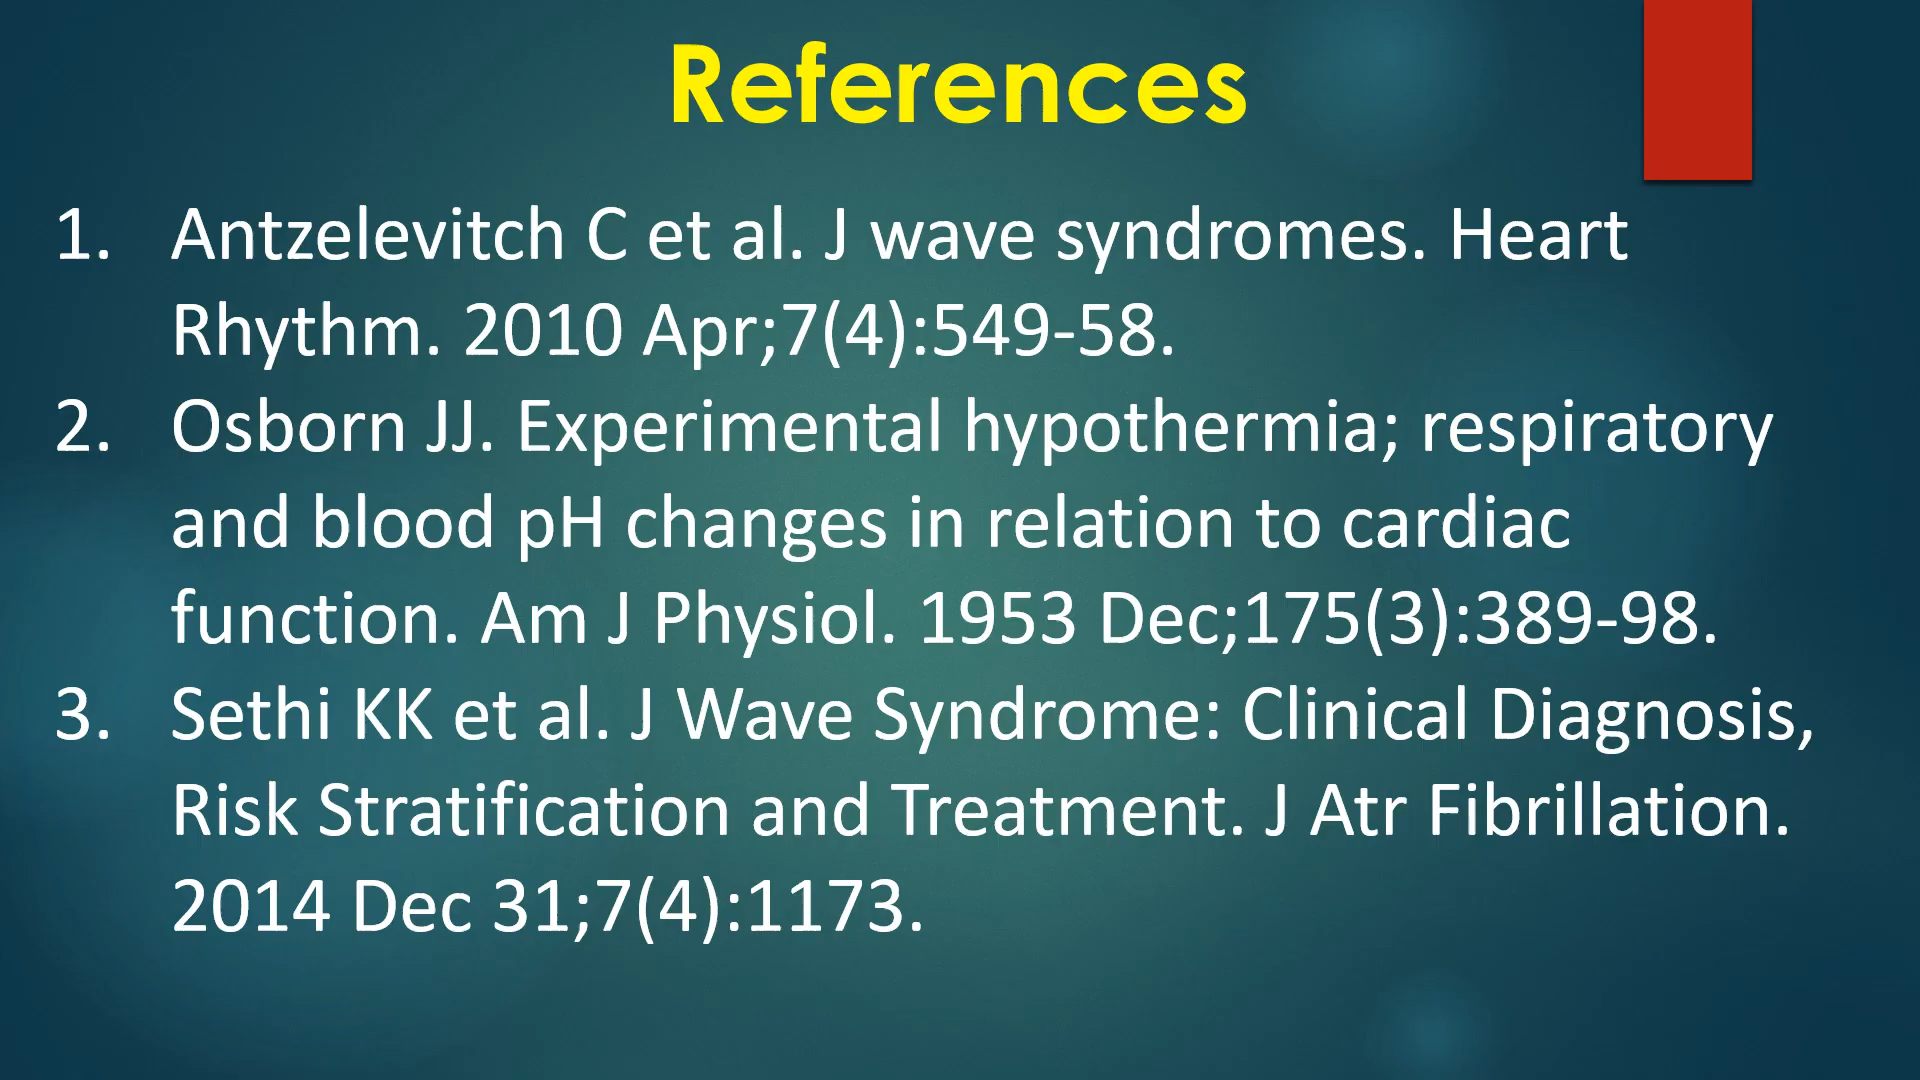 References
1. Antzelevitch C et al. J wave syndromes. Heart
Rhythm. 2010 Apr;7(4):549-58.
2. Osborn JJ. Experimental hypothermia; respiratory
and blood pH changes in relation to cardiac
function. Am J Physiol. 1953 Dec;175(3):389-98.
3. Sethi KK et al. J Wave Syndrome: Clinical Diagnosis,
Risk Stratification and Treatment. J Atr Fibrillation.
2014 Dec 31;7(4):1173.